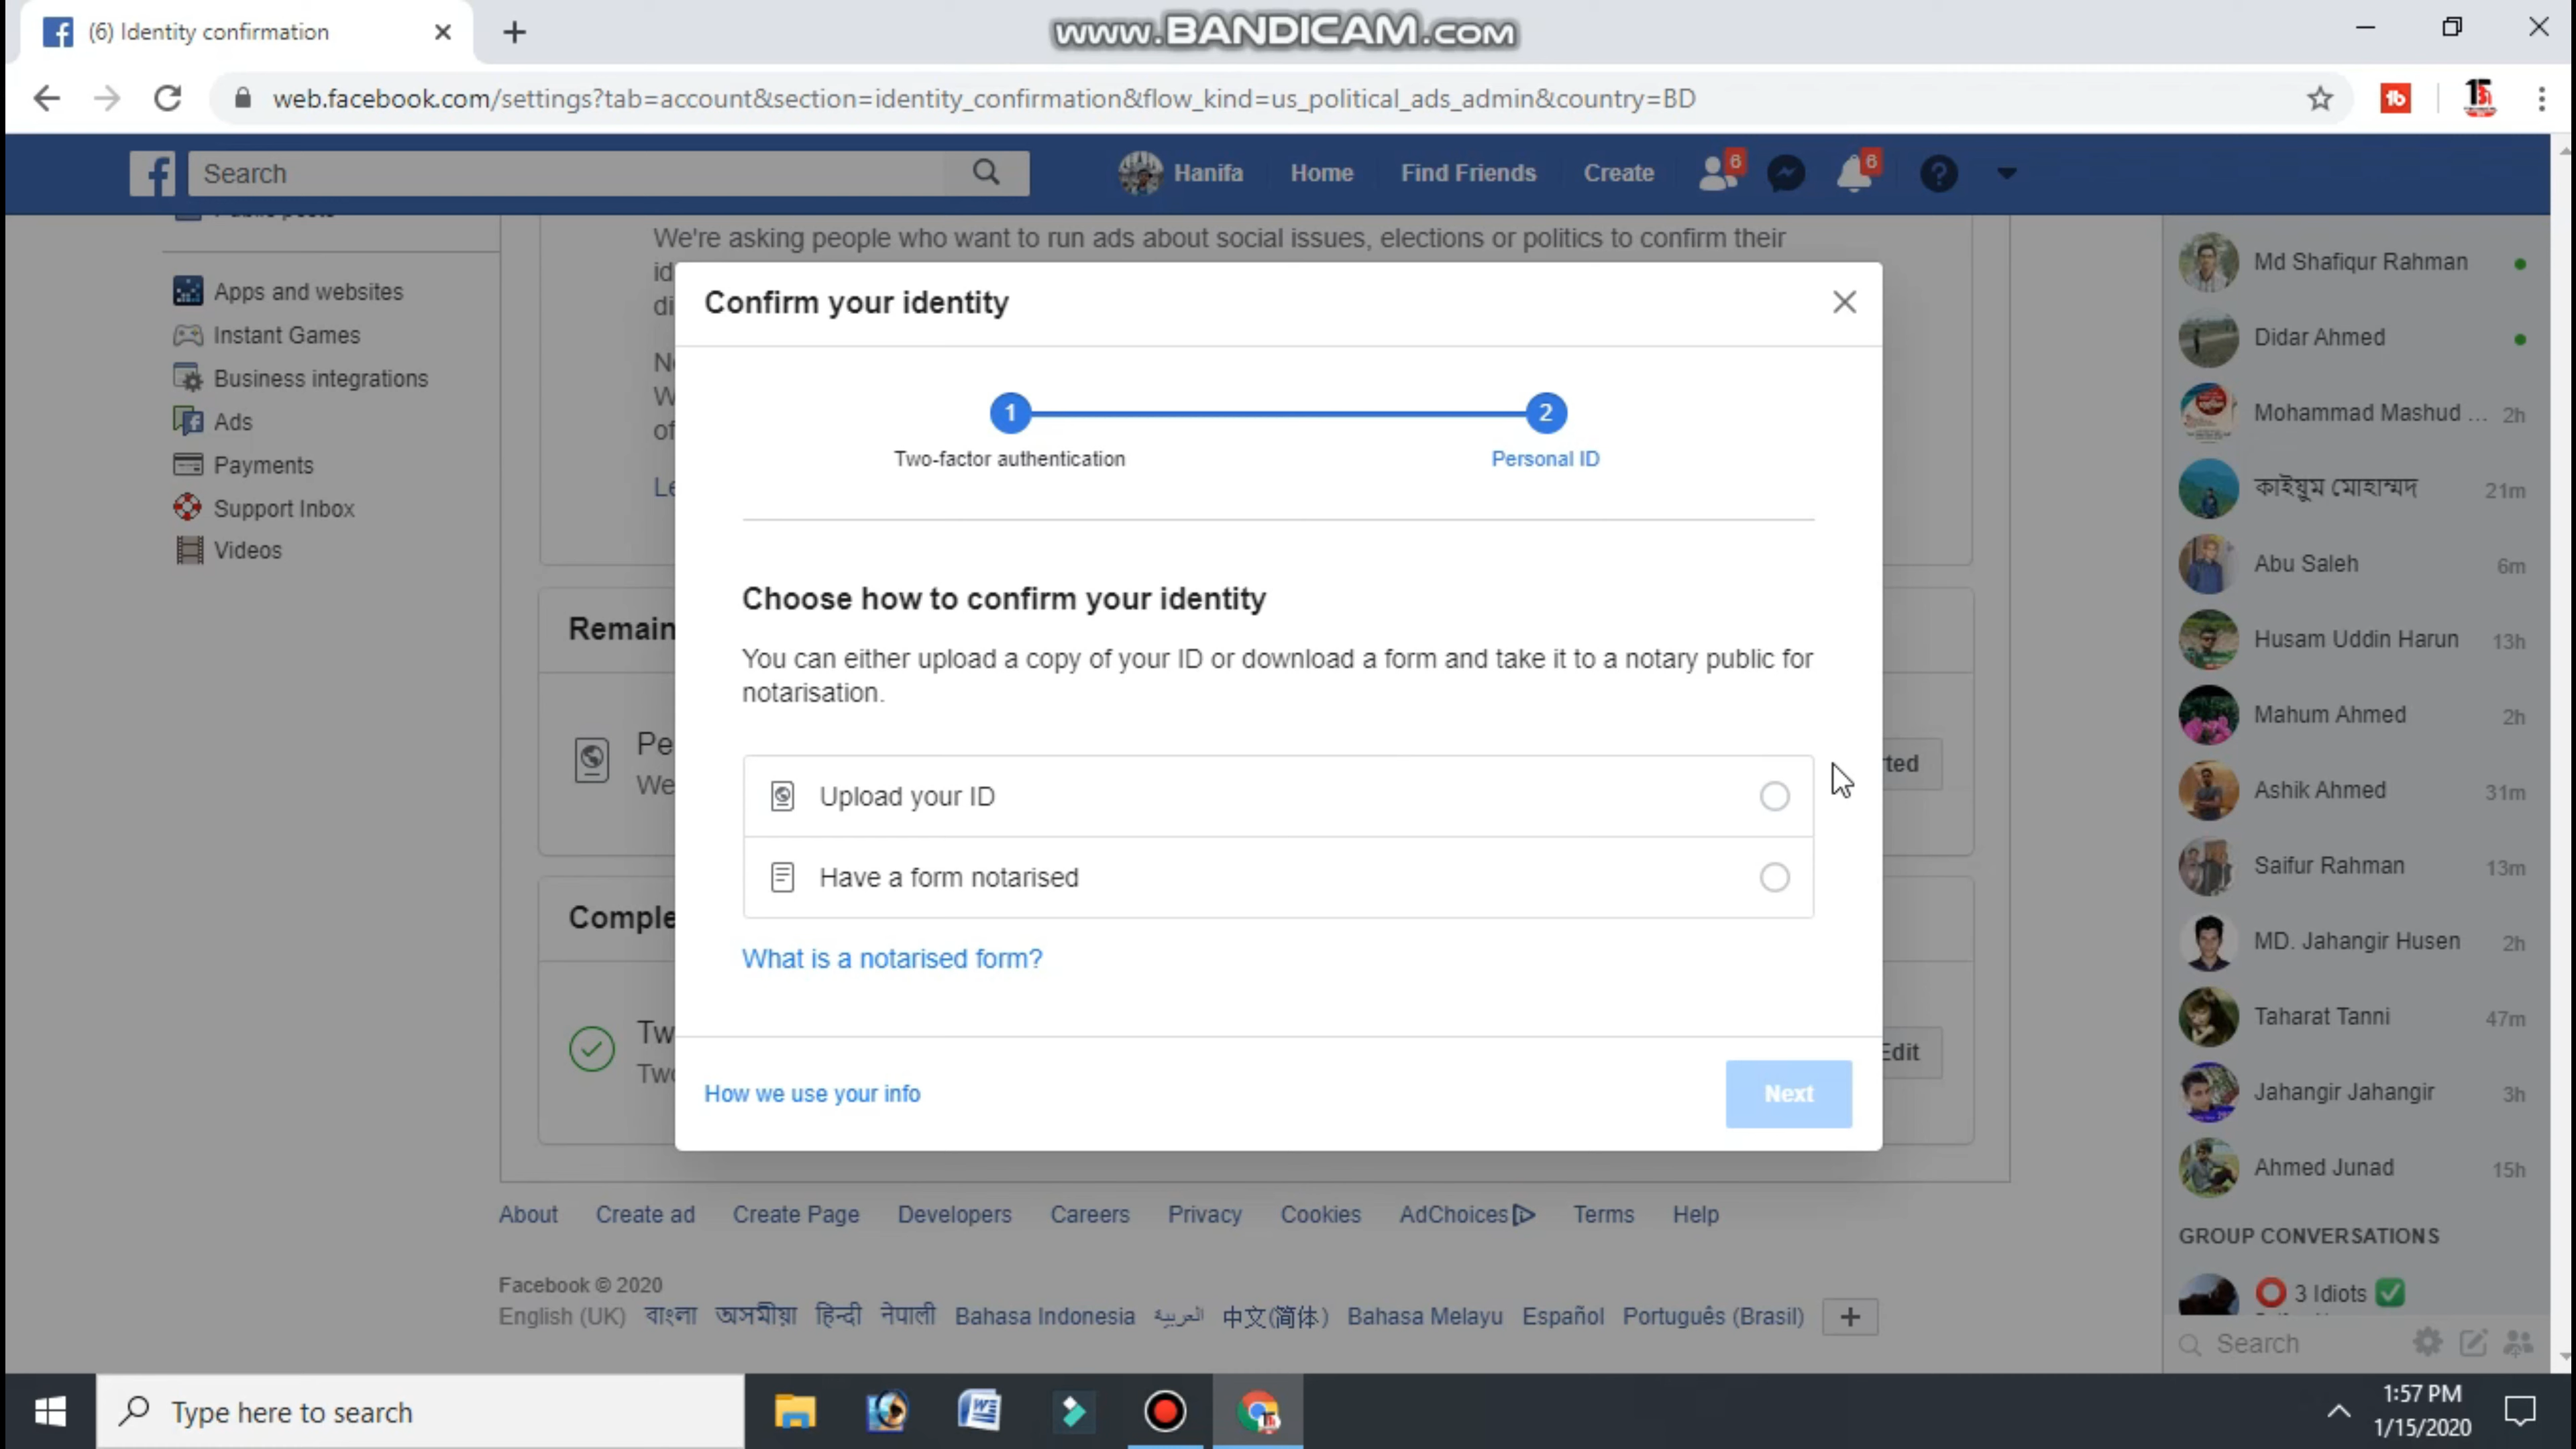 (6) Identity confirmation
www.BANDICAM.com
web.facebook.com/settings?tab=account&section=identity_confirmation&flow_kind=us_political_ads_admin&country=BD
Search
Hanifa
Home
Find Friends
Create
6
6
Public posts
Apps and websites
Instant Games
Business integrations
Ads
Payments
Support Inbox
Videos
We're asking people who want to run ads about social issues, elections or politics to confirm their
Confirm your identity
1
2
Two-factor authentication
Personal ID
Choose how to confirm your identity
You can either upload a copy of your ID or download a form and take it to a notary public for
notarisation.
Upload your ID
Have a form notarised
What is a notarised form?
How we use your info
Next
Remain
Comple
Edit
About Create ad Create Page Developers Careers Privacy Cookies AdChoices Terms Help
Facebook © 2020
English (UK) বাংলা অসমীয়া हिन्दी नेपाली Bahasa Indonesia العربية 中文(简体) Bahasa Melayu Español Português (Brasil)
Md Shafiqur Rahman
Didar Ahmed
Mohammad Mashud ... 2h
কাইয়ুম মোহাম্মদ 21m
Abu Saleh 6m
Husam Uddin Harun 13h
Mahum Ahmed 2h
Ashik Ahmed 31m
Saifur Rahman 13m
MD. Jahangir Husen 2h
Taharat Tanni 47m
Jahangir Jahangir 3h
Ahmed Junad 15h
GROUP CONVERSATIONS
3 Idiots
Search
Type here to search
1:57 PM
1/15/2020